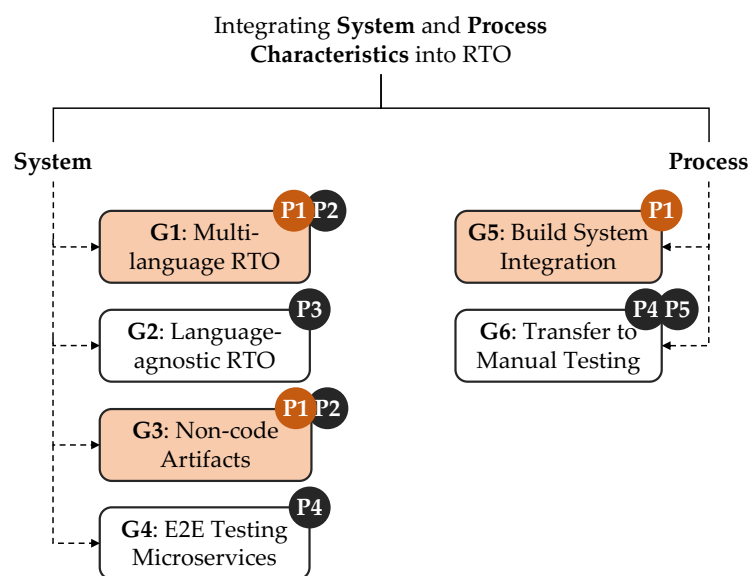 Integrating System and Process
Characteristics into RTO
System
Process
P1 P2
G1: Multi-
language RTO
P3
G2: Language-
agnostic RTO
P1 P2
G3: Non-code
Artifacts
P4
G4: E2E Testing
Microservices
P1
G5: Build System
Integration
P4 P5
G6: Transfer to
Manual Testing